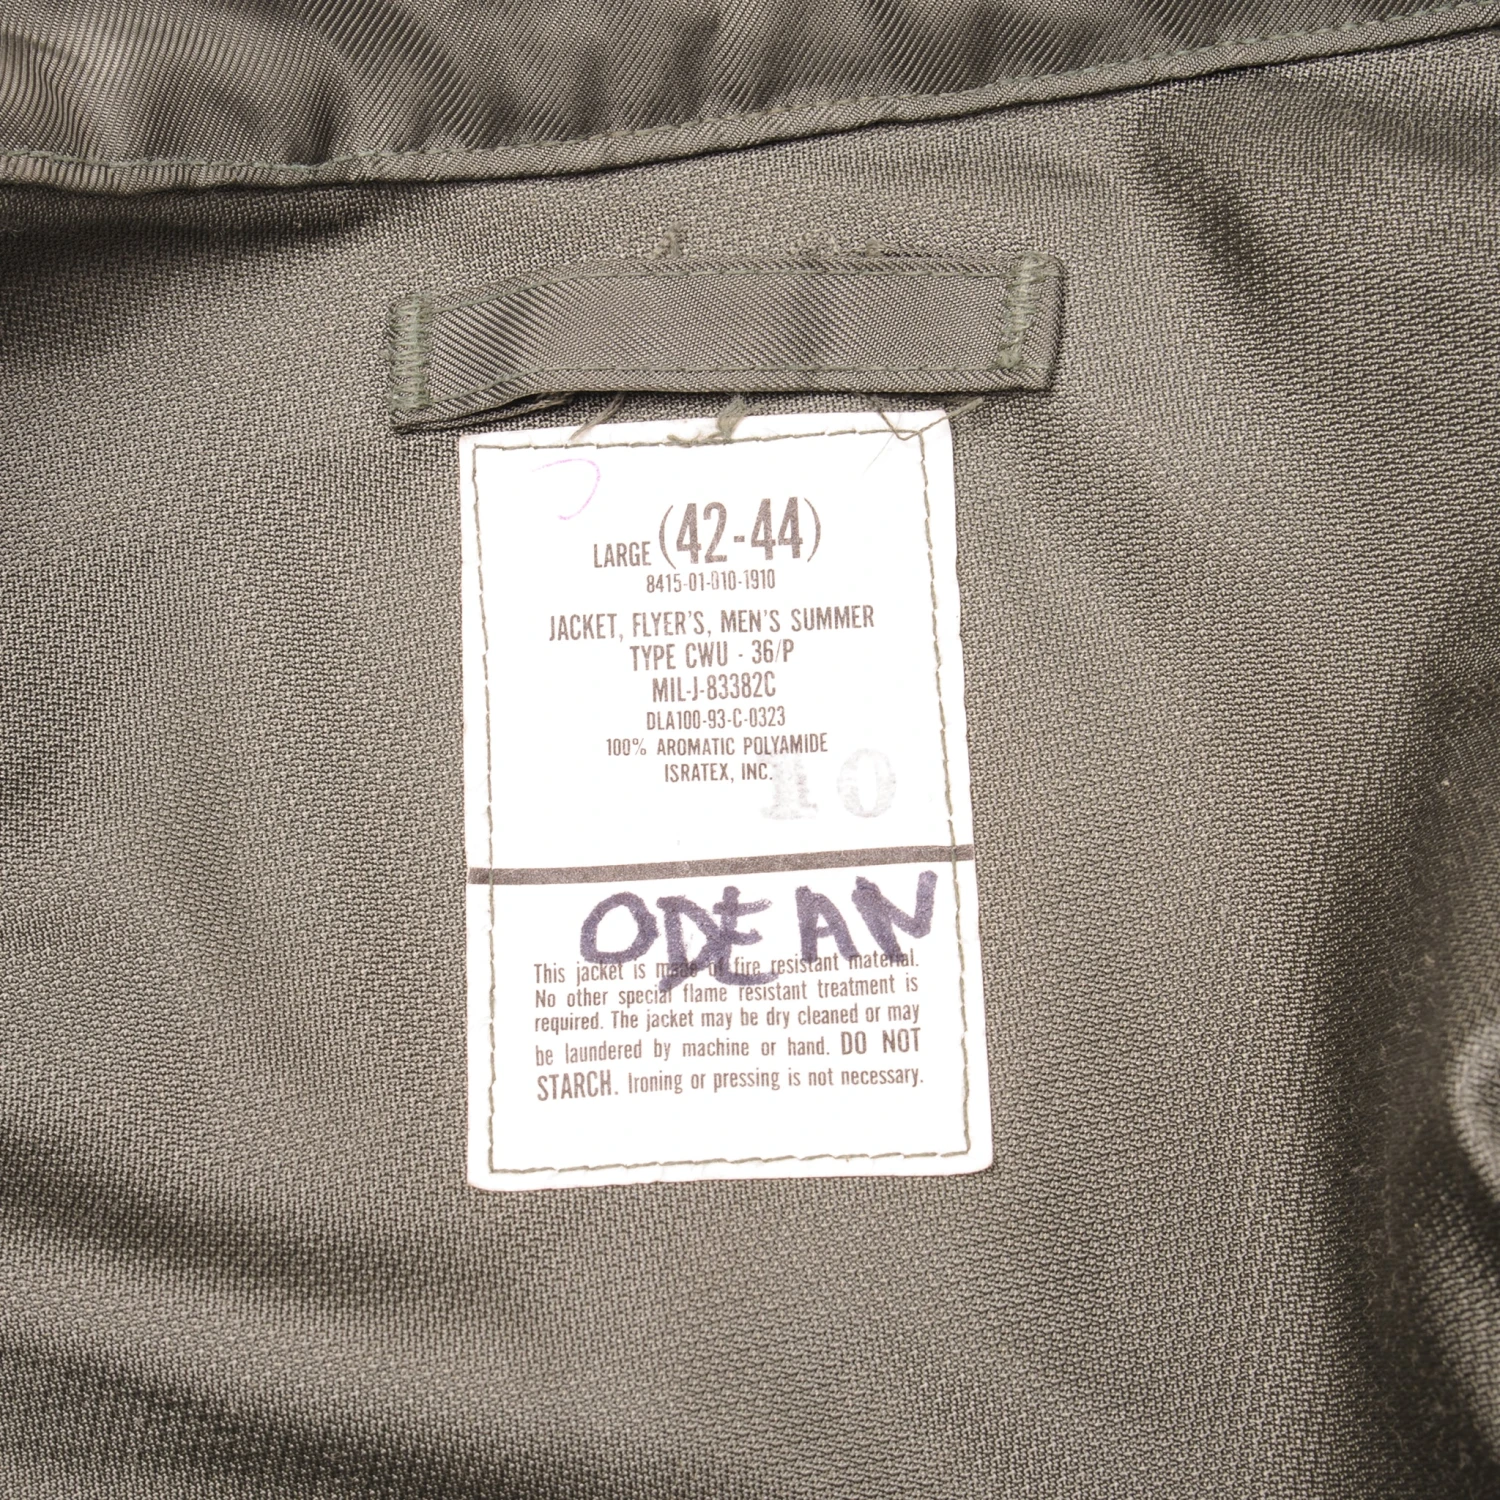 LARGE (42-44)
8415-01-010-1910
JACKET, FLYER'S, MEN'S SUMMER
TYPE CWU - 36/P
MIL-J-83382C
DLA100-93-C-0323
100% AROMATIC POLYAMIDE
ISRATEX, INC.
10
ODEAN
This jacket is made of fire resistant material.
No other special flame resistant treatment is
required. The jacket may be dry cleaned or may
be laundered by machine or hand. DO NOT
STARCH. Ironing or pressing is not necessary.